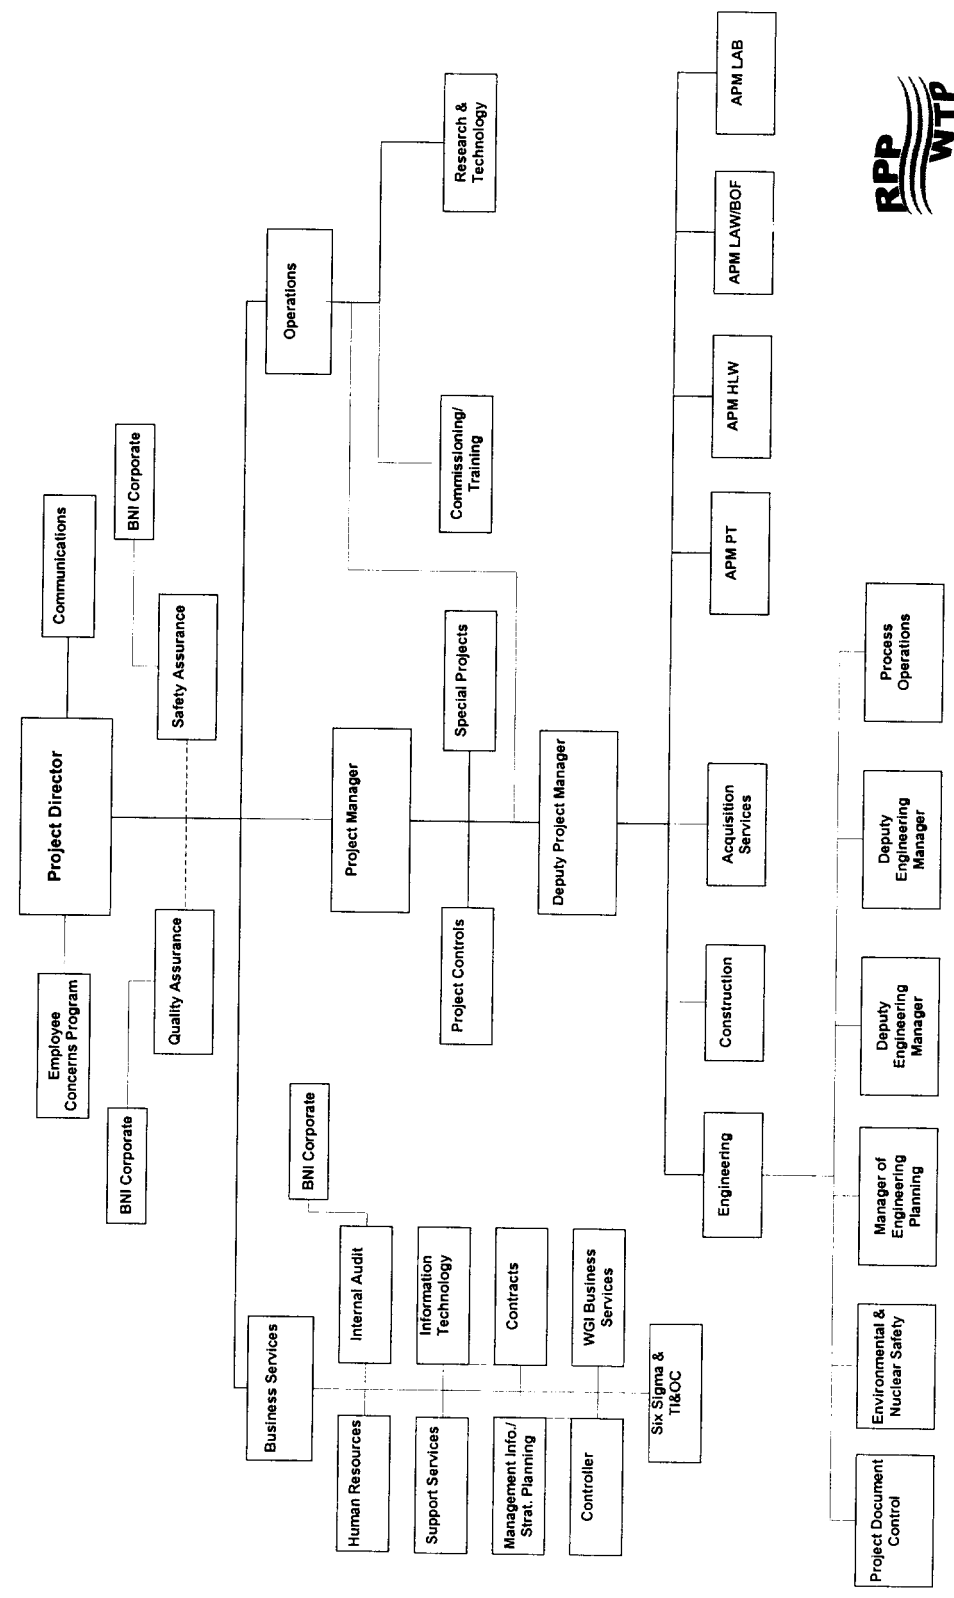 Project Director
Employee
Concerns Program
Communications
BNI Corporate
BNI Corporate
Quality Assurance
Safety Assurance
Business Services
Operations
BNI Corporate
Project Manager
Human Resources
Internal Audit
Support Services
Information
Technology
Project Controls
Special Projects
Commissioning/
Training
Research &
Technology
Management Info./
Strat. Planning
Contracts
Deputy Project Manager
Controller
WGI Business
Services
Six Sigma &
TI&OC
Engineering
Construction
Acquisition
Services
APM PT
APM HLW
APM LAW/BOF
APM LAB
Project Document
Control
Environmental &
Nuclear Safety
Manager of
Engineering
Planning
Deputy
Engineering
Manager
Deputy
Engineering
Manager
Process
Operations
RPP
WTP